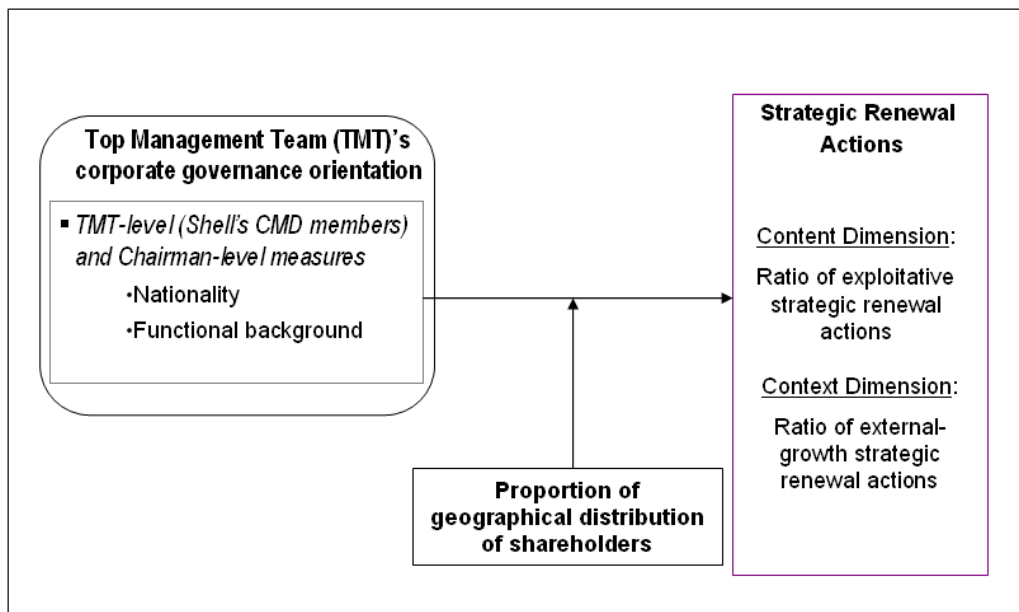 Top Management Team (TMT)'s
corporate governance orientation
▪ TMT-level (Shell's CMD members)
and Chairman-level measures
•Nationality
•Functional background
Proportion of
geographical distribution
of shareholders
Strategic Renewal
Actions
Content Dimension:
Ratio of exploitative
strategic renewal
actions
Context Dimension:
Ratio of external-
growth strategic
renewal actions